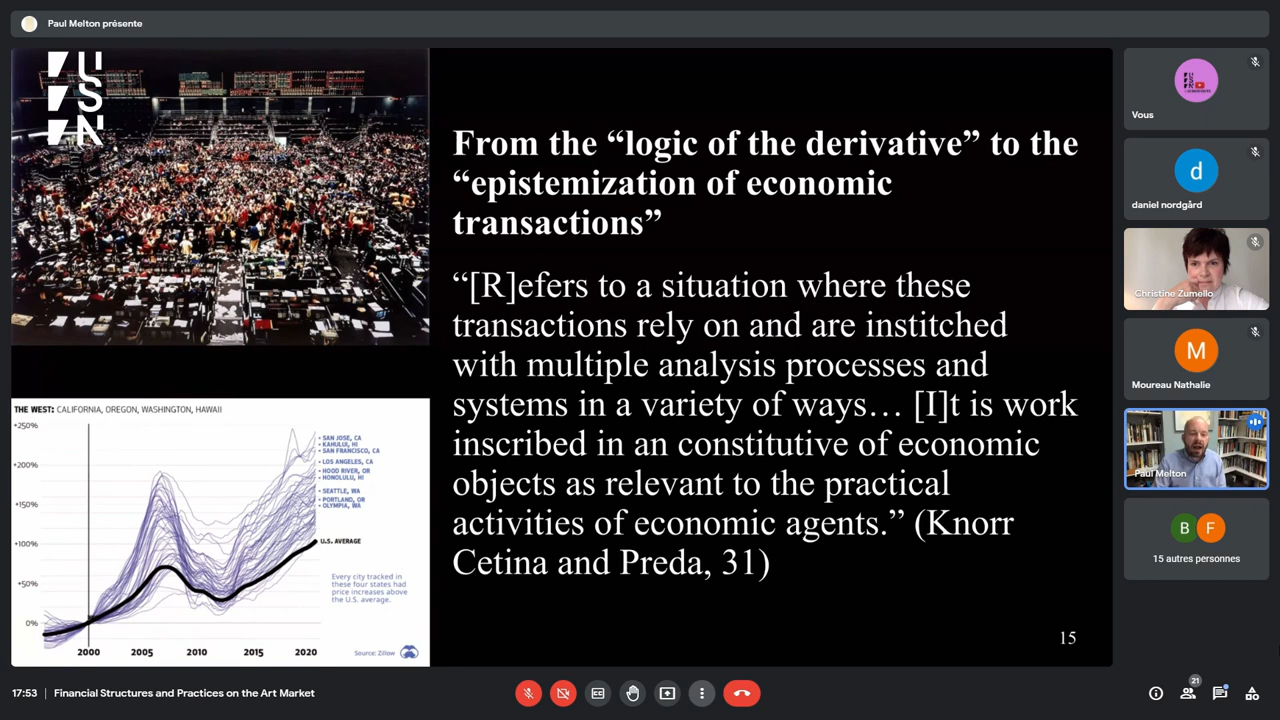 Paul Melton présente
USN
From the “logic of the derivative” to the
“epistemization of economic
transactions”
“[R]efers to a situation where these
transactions rely on and are institched
with multiple analysis processes and
systems in a variety of ways… [I]t is work
inscribed in an constitutive of economic
objects as relevant to the practical
activities of economic agents.” (Knorr
Cetina and Preda, 31)
15
THE WEST: CALIFORNIA, OREGON, WASHINGTON, HAWAII
+250%
+200%
+150%
+100%
+50%
0%
SAN JOSE, CA
KAHULUI, HI
SAN FRANCISCO, CA
LOS ANGELES, CA
HOOD RIVER, OR
HONOLULU, HI
SEATTLE, WA
PORTLAND, OR
OLYMPIA, WA
U.S. AVERAGE
Every city tracked in
these four states had
price increases above
the U.S. average.
2000 2005 2010 2015 2020
Source: Zillow
Vous
d
daniel nordgård
Christine Zumello
M
Moureau Nathalie
Paul Melton
B F
15 autres personnes
17:53 | Financial Structures and Practices on the Art Market
21